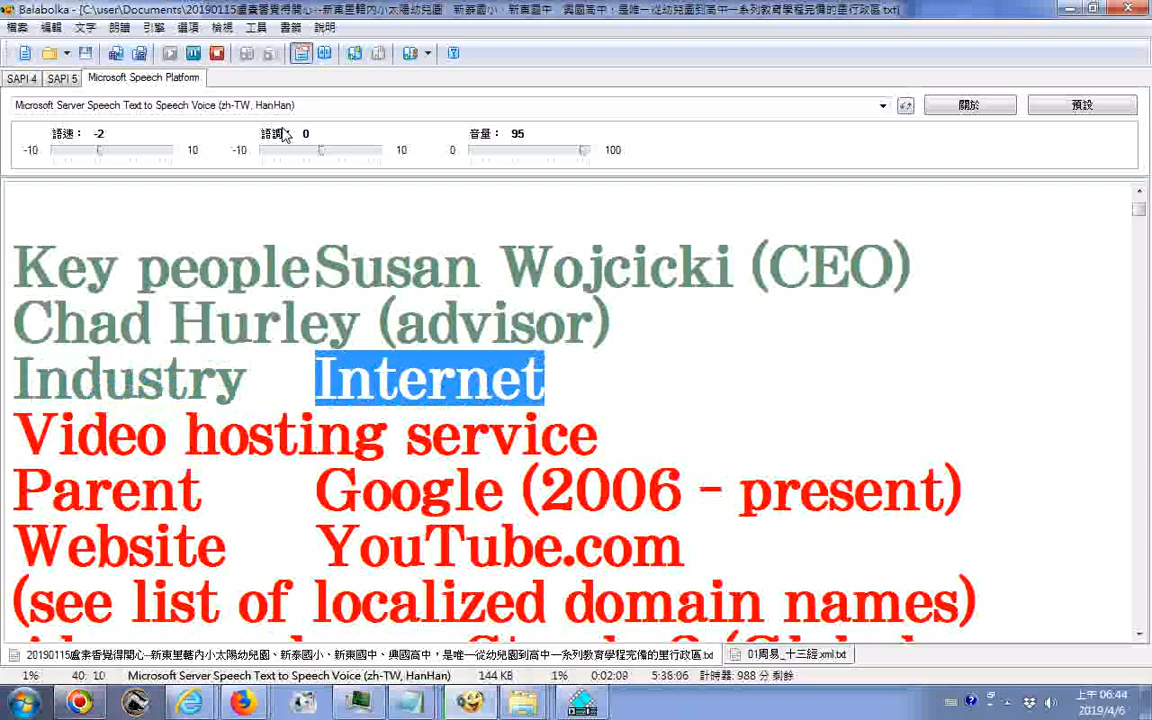 Balabolka - [C:\user\Documents\20190115盧崇香覺得開心--新東里轄內小太陽幼兒園、新泰國小、新東國中、興國高中，是唯一從幼兒園到高中一系列教育學程完備的里行政區.txt]
檔案 編輯 文字 朗讀 引擎 選項 檢視 工具 書籤 說明
SAPI 4 SAPI 5 Microsoft Speech Platform
Microsoft Server Speech Text to Speech Voice (zh-TW, HanHan) 關於 預設
語速： -2 語調： 0 音量： 95
-10 10 -10 10 0 100
Key people Susan Wojcicki (CEO)
Chad Hurley (advisor)
Industry Internet
Video hosting service
Parent Google (2006 - present)
Website YouTube.com
(see list of localized domain names)
20190115盧崇香覺得開心--新東里轄內小太陽幼兒園、新泰國小、新東國中、興國高中，是唯一從幼兒園到高中一系列教育學程完備的里行政區.txt 01周易_十三經.xml.txt
1% 40: 10 Microsoft Server Speech Text to Speech Voice (zh-TW, HanHan) 144 KB 1% 0:02:09 5:36:06 計時器: 988 分 剩餘
上午 06:44
2019/4/6